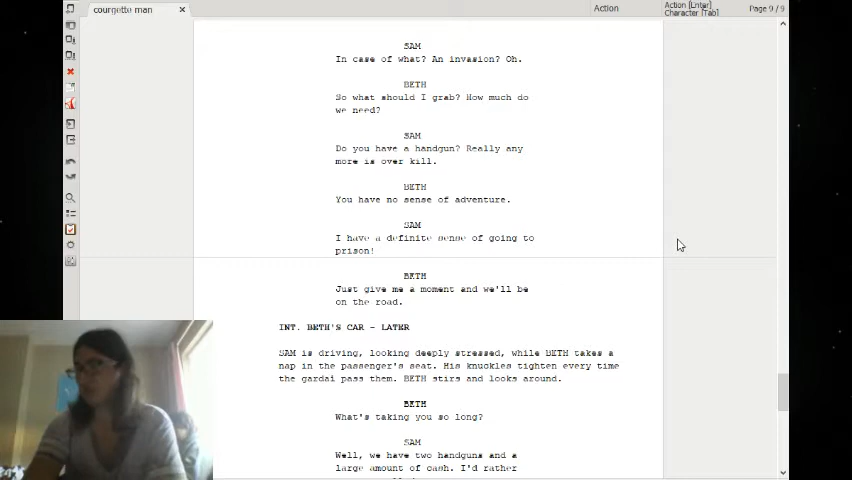 courgette man
Action
Action [Enter]
Character [Tab]
Page 9 / 9
SAM
In case of what? An invasion? Oh.
BETH
So what should I grab? How much do
we need?
SAM
Do you have a handgun? Really any
more is over kill.
BETH
You have no sense of adventure.
SAM
I have a definite sense of going to
prison!
BETH
Just give me a moment and we'll be
on the road.
INT. BETH'S CAR - LATER
SAM is driving, looking deeply stressed, while BETH takes a
nap in the passenger's seat. His knuckles tighten every time
the gardai pass them. BETH stirs and looks around.
BETH
What's taking you so long?
SAM
Well, we have two handguns and a
large amount of cash. I'd rather